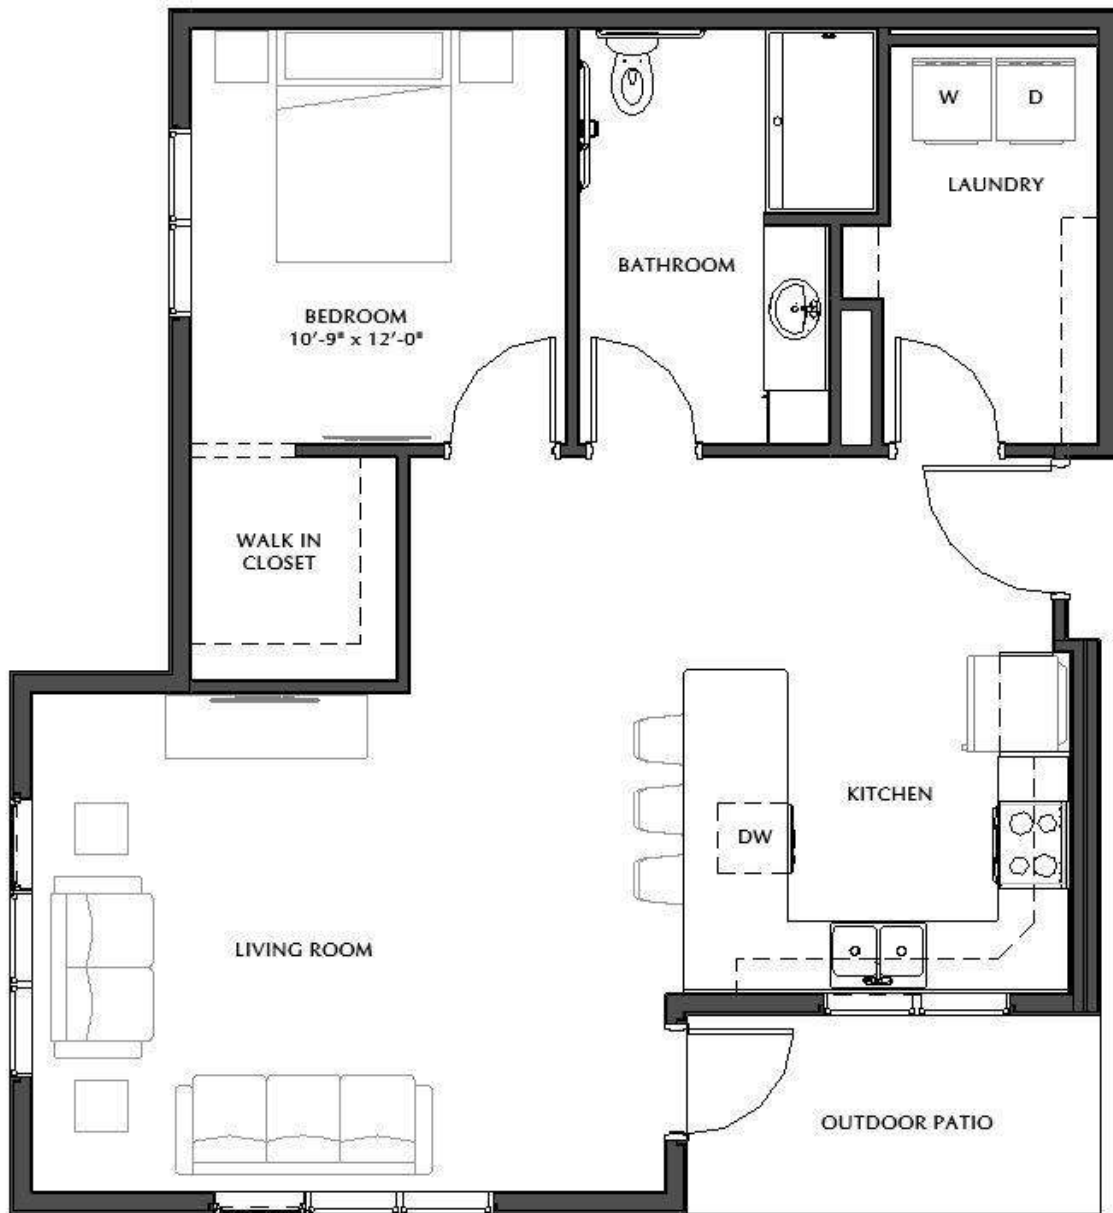 W D
LAUNDRY
BATHROOM
BEDROOM
10'-9" x 12'-0"
WALK IN
CLOSET
KITCHEN
DW
LIVING ROOM
OUTDOOR PATIO